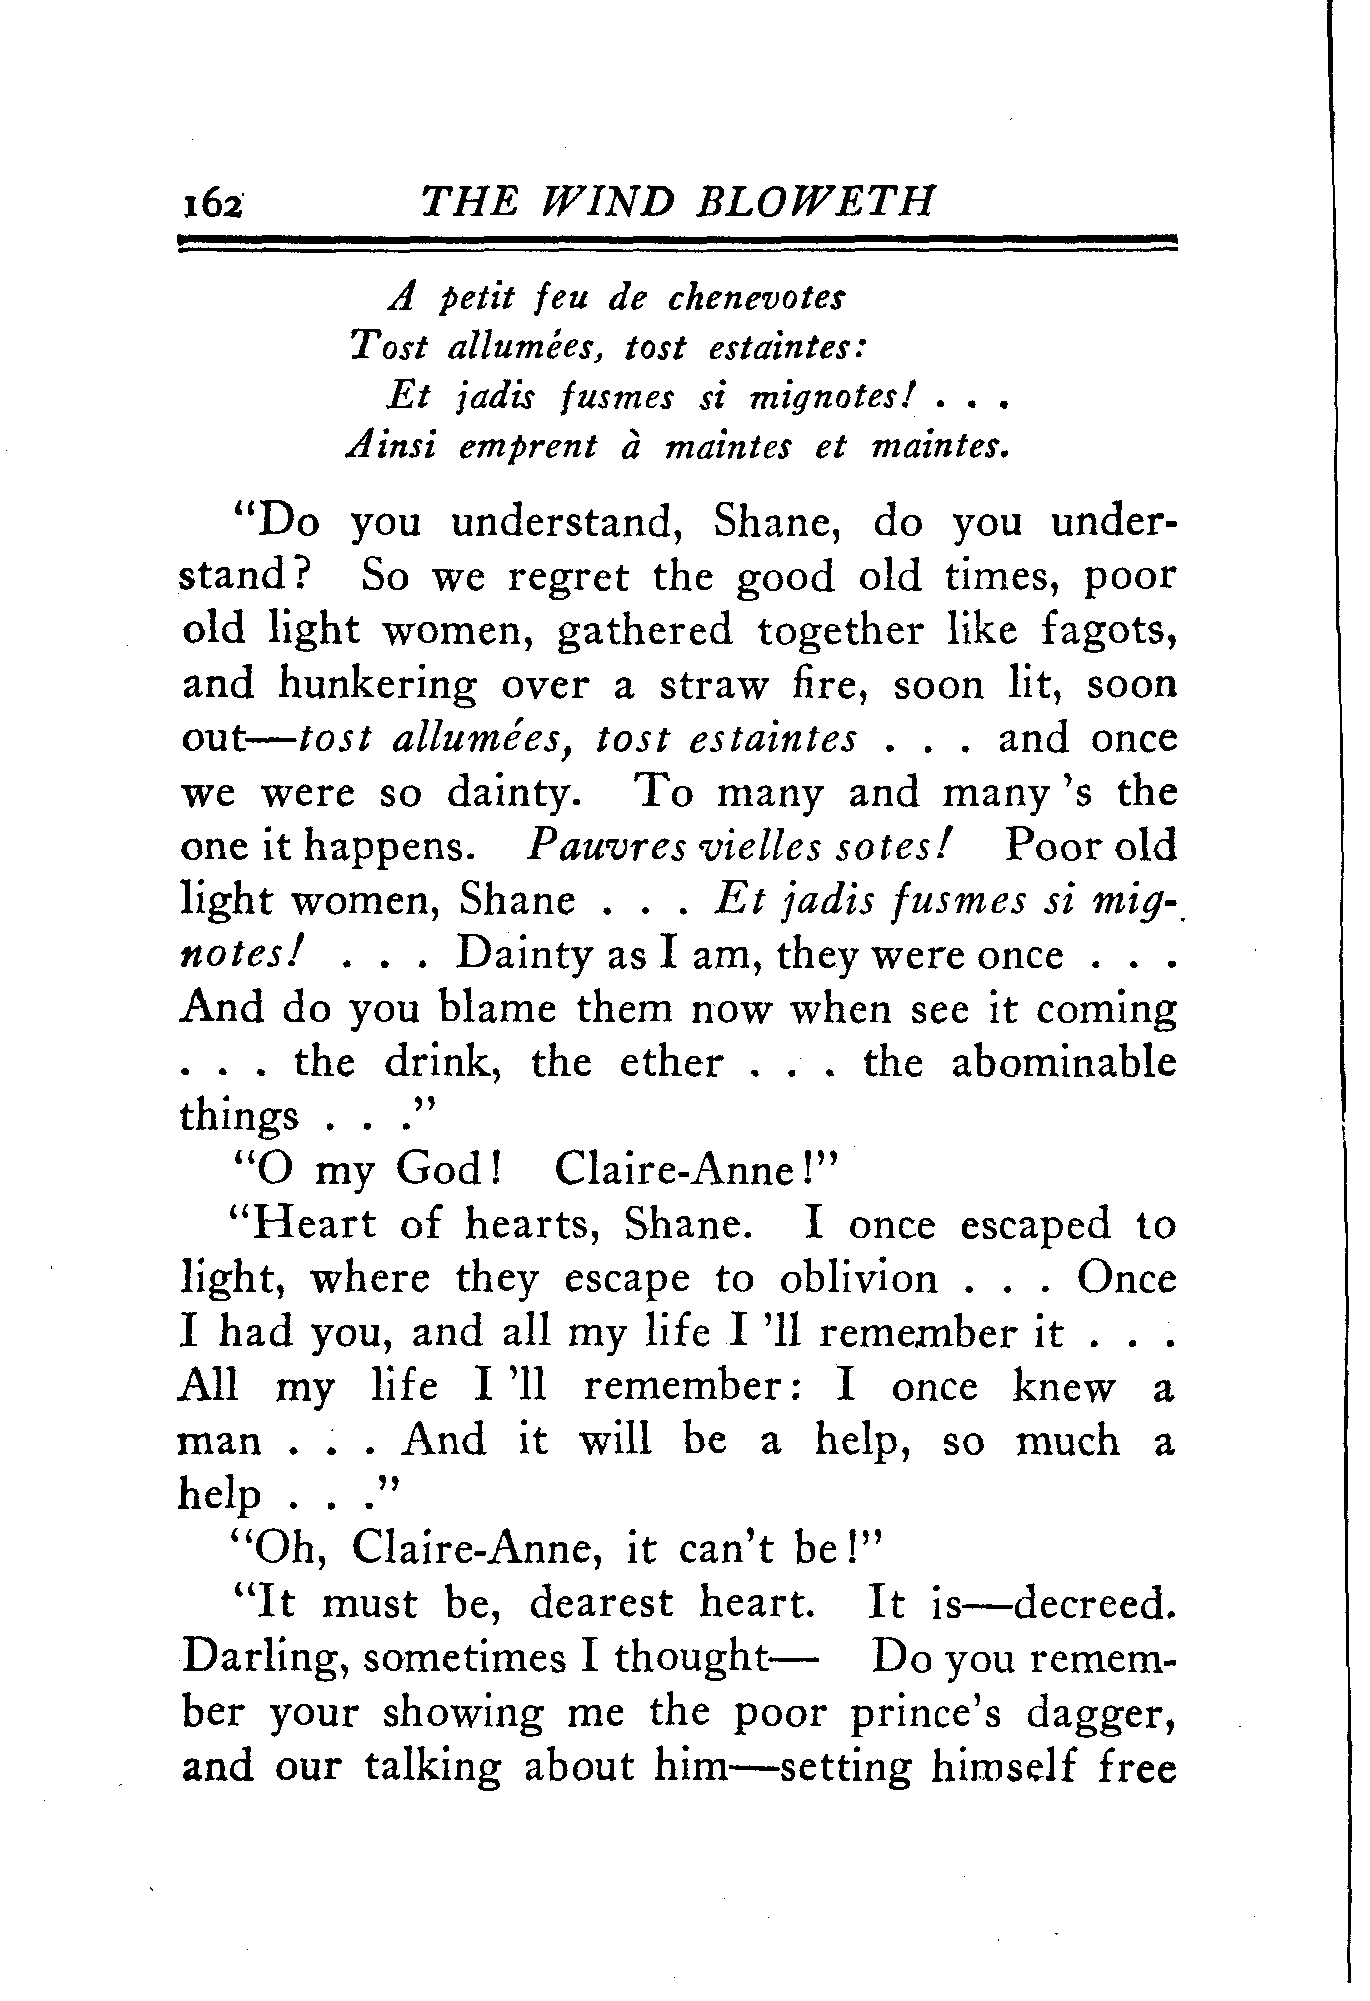 162 THE WIND BLOWETH
A petit feu de chenevotes
Tost allumées, tost estaintes:
Et jadis fusmes si mignotes! . . .
Ainsi emprent à maintes et maintes.
"Do you understand, Shane, do you under-
stand? So we regret the good old times, poor
old light women, gathered together like fagots,
and hunkering over a straw fire, soon lit, soon
out—tost allumées, tost estaintes . . . and once
we were so dainty. To many and many 's the
one it happens. Pauvres vielles sotes! Poor old
light women, Shane . . . Et jadis fusmes si mig-
notes! . . . Dainty as I am, they were once . . .
And do you blame them now when see it coming
. . . the drink, the ether . . . the abominable
things . . ."
"O my God! Claire-Anne!"
"Heart of hearts, Shane. I once escaped to
light, where they escape to oblivion . . . Once
I had you, and all my life I 'll remember it . . .
All my life I 'll remember: I once knew a
man . . . And it will be a help, so much a
help . . ."
"Oh, Claire-Anne, it can't be!"
"It must be, dearest heart. It is—decreed.
Darling, sometimes I thought— Do you remem-
ber your showing me the poor prince's dagger,
and our talking about him—setting himself free